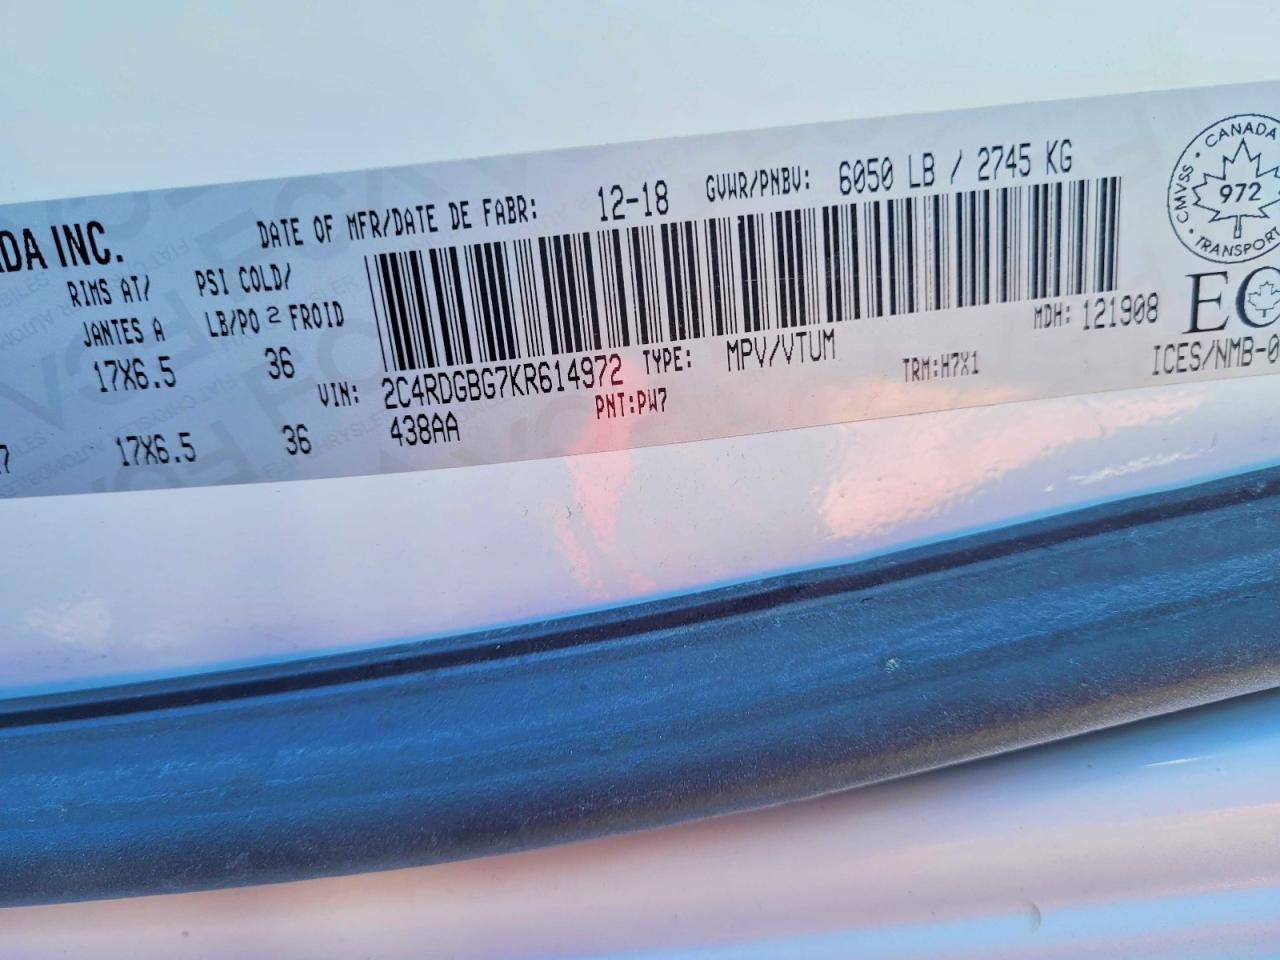 DA INC.
DATE OF MFR/DATE DE FABR: 12-18 GVWR/PNBV: 6050 LB / 2745 KG
RIMS AT/ PSI COLD/
JANTES A LB/PO 2 FROID
17X6.5 36
VIN: 2C4RDGBG7KR614972 TYPE: MPV/VTUM MDH: 121908
17X6.5 36 438AA PNT:PW7 TRM:H7X1 ICES/NMB-0
CANADA
CMVSS
972
TRANSPORT
EC